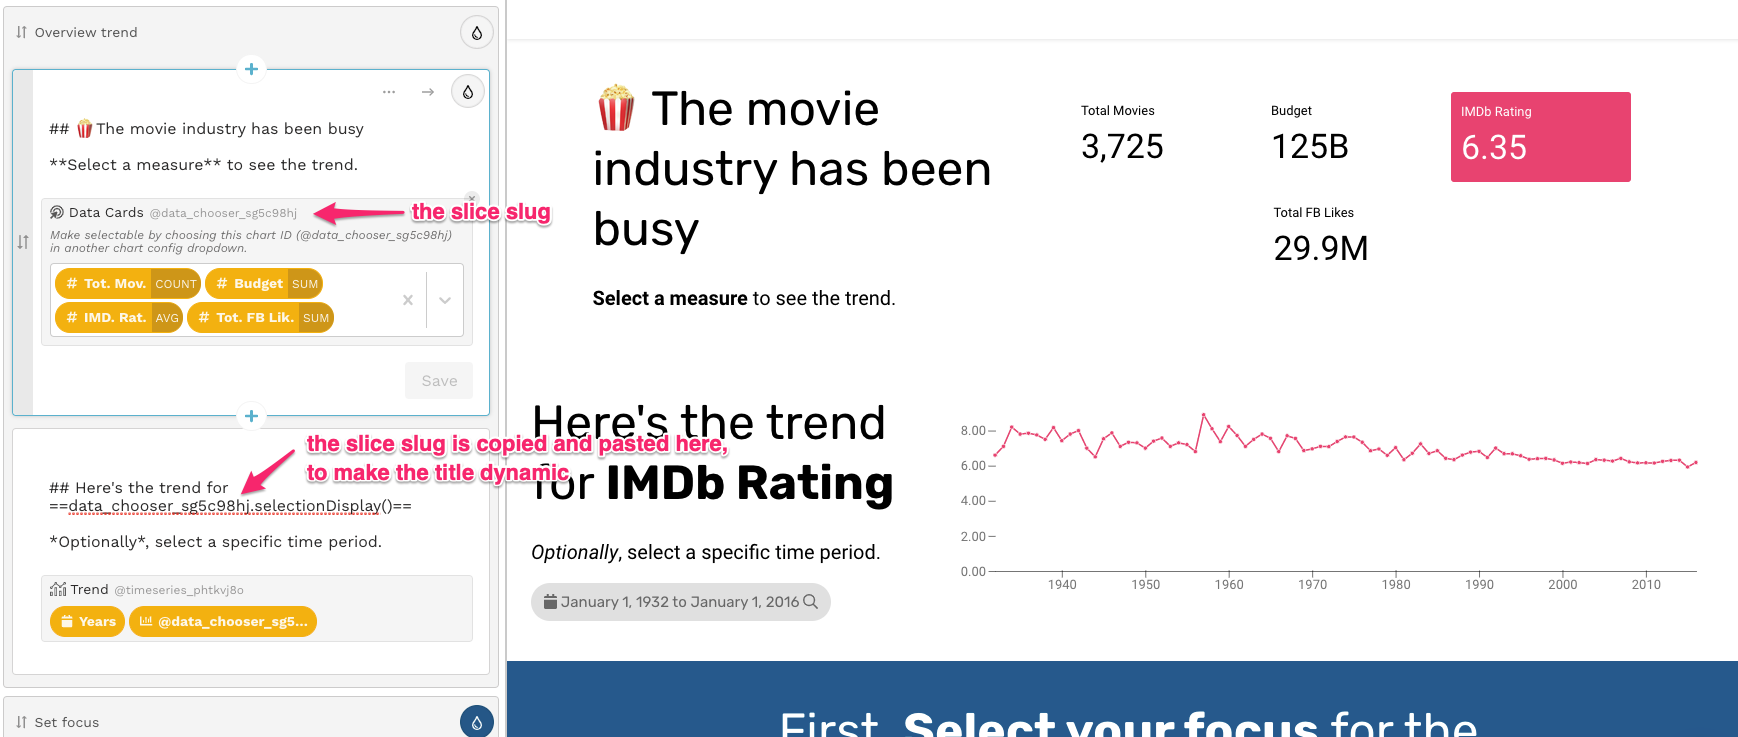 Overview trend
## 🍿The movie industry has been busy
**Select a measure** to see the trend.
Data Cards @data_chooser_sg5c98hj
the slice slug
Make selectable by choosing this chart ID (@data_chooser_sg5c98hj)
in another chart config dropdown.
# Tot. Mov. COUNT # Budget SUM
# IMD. Rat. AVG # Tot. FB Lik. SUM
Save
the slice slug is copied and pasted here,
to make the title dynamic
## Here's the trend for
==data_chooser_sg5c98hj.selectionDisplay()==
*Optionally*, select a specific time period.
Trend @timeseries_phtkvj8o
Years @data_chooser_sg5...
Set focus
🍿 The movie
industry has been
busy
Select a measure to see the trend.
Total Movies
3,725
Budget
125B
IMDb Rating
6.35
Total FB Likes
29.9M
Here's the trend
for IMDb Rating
Optionally, select a specific time period.
January 1, 1932 to January 1, 2016
8.00
6.00
4.00
2.00
0.00
1940 1950 1960 1970 1980 1990 2000 2010
First, Select your focus for the